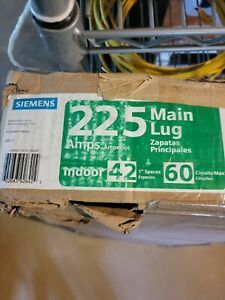 SIEMENS
225 Main Lug
Amps: Amperios
Zapatas Principales
Indoor 42 1" Spaces Espacios 60 Circuits/Max Circuitos